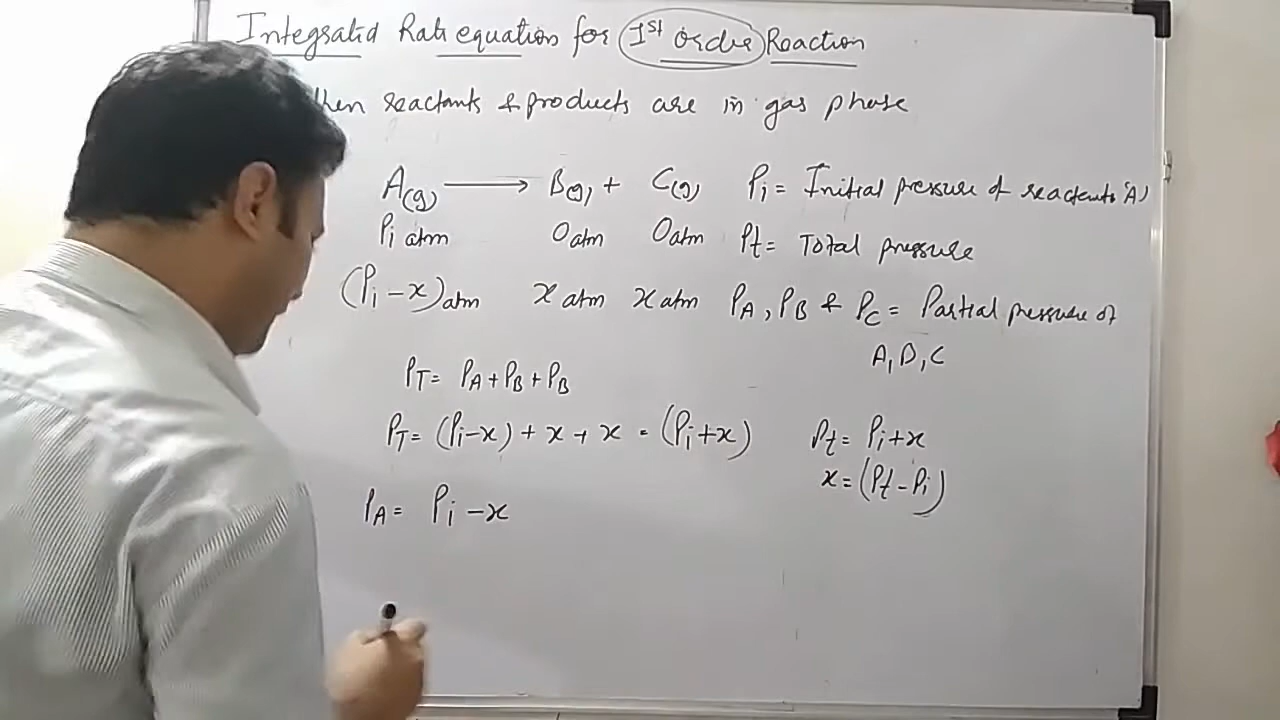 Integrated Rate equation for 1st order Reaction
then reactants & products are in gas phase
A(g) ⟶ B(g) + C(g) Pi = Initial pressure of reactants 'A'
Pi atm 0 atm 0 atm Pt = Total pressure
(Pi - x) atm x atm x atm PA, PB & PC = Partial pressure of
A, B, C
PT = PA + PB + PB
PT = (Pi - x) + x + x = (Pi + x) Pt = Pi + x
x = (Pt - Pi)
PA = Pi - x